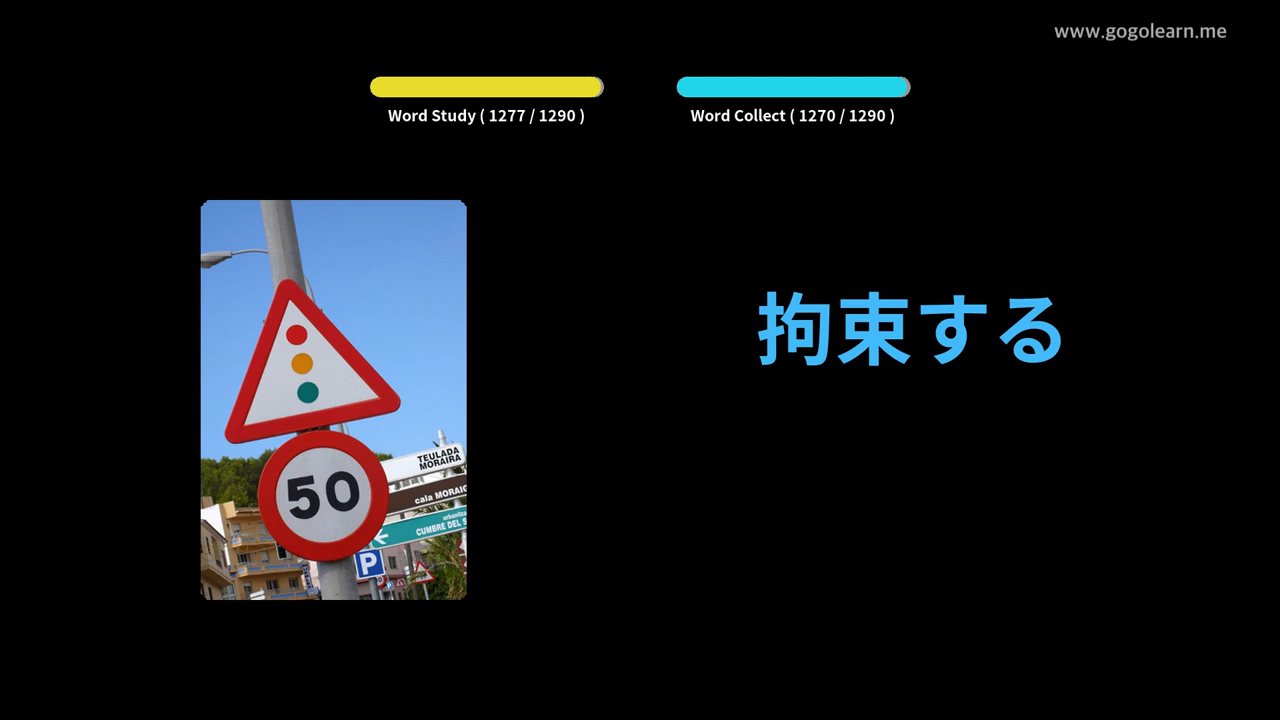 www.gogolearn.me
Word Study ( 1277 / 1290 )
Word Collect ( 1270 / 1290 )
拘束する
50
TEULADA
MORAIRA
cala MORAIG
CUMBRE DEL S
P